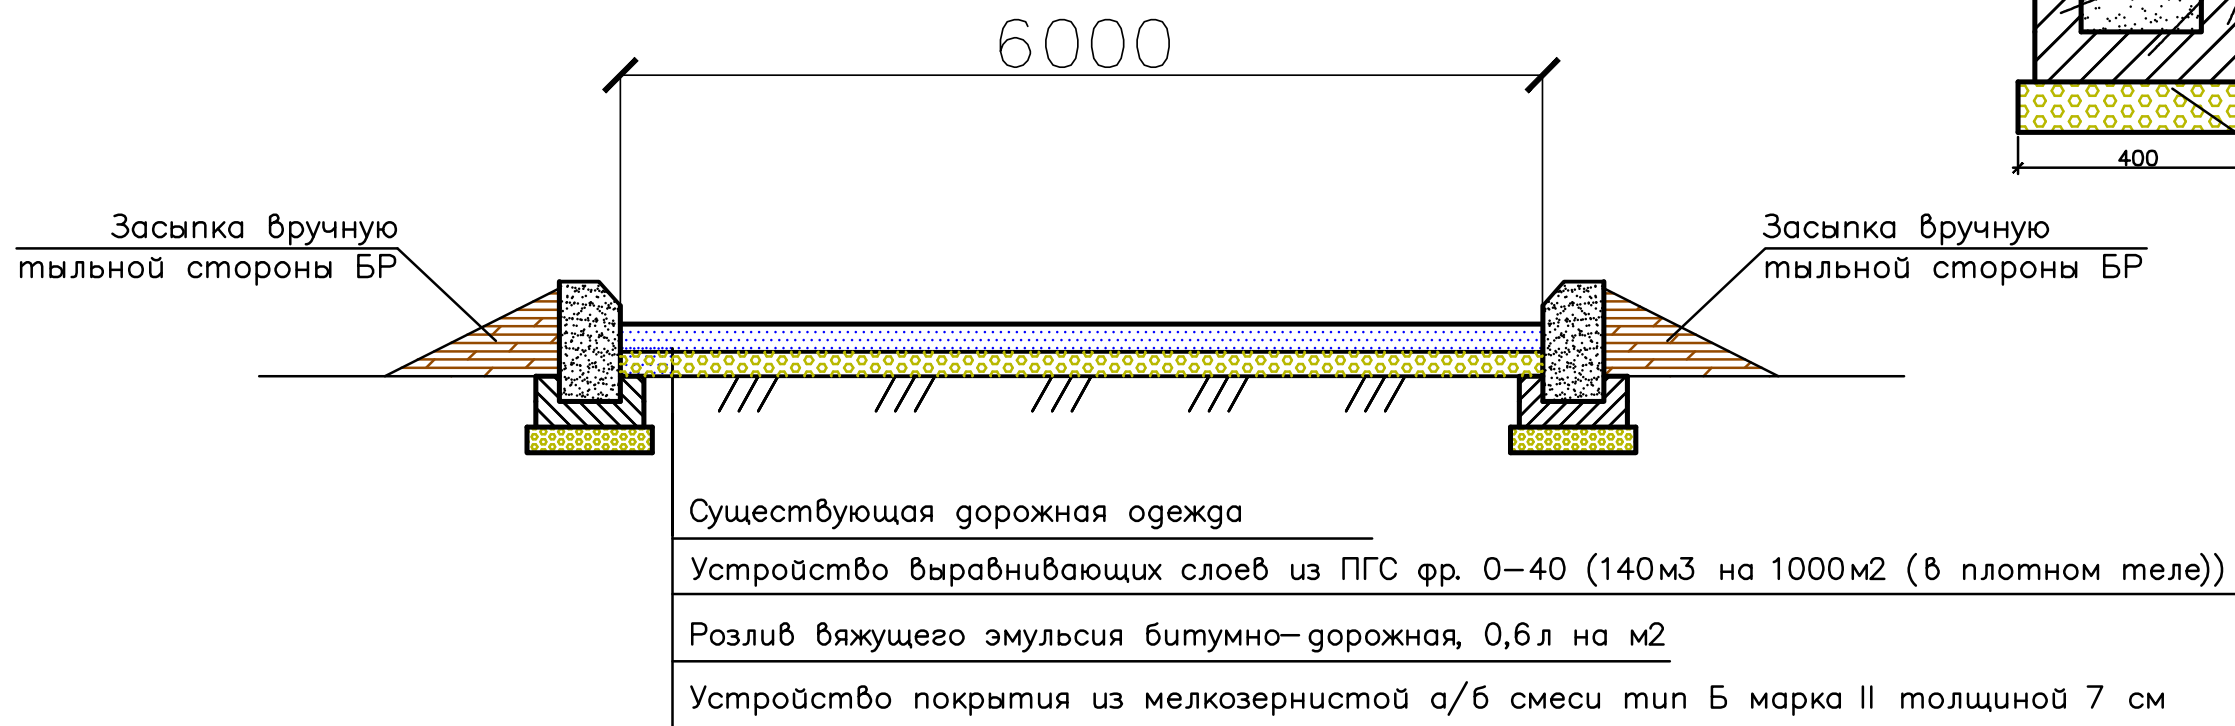 6000
400
Засыпка вручную
тыльной стороны БР
Засыпка вручную
тыльной стороны БР
Существующая дорожная одежда
Устройство выравнивающих слоев из ПГС фр. 0-40 (140м3 на 1000м2 (в плотном теле))
Розлив вяжущего эмульсия битумно-дорожная, 0,6л на м2
Устройство покрытия из мелкозернистой а/б смеси тип Б марка II толщиной 7 см